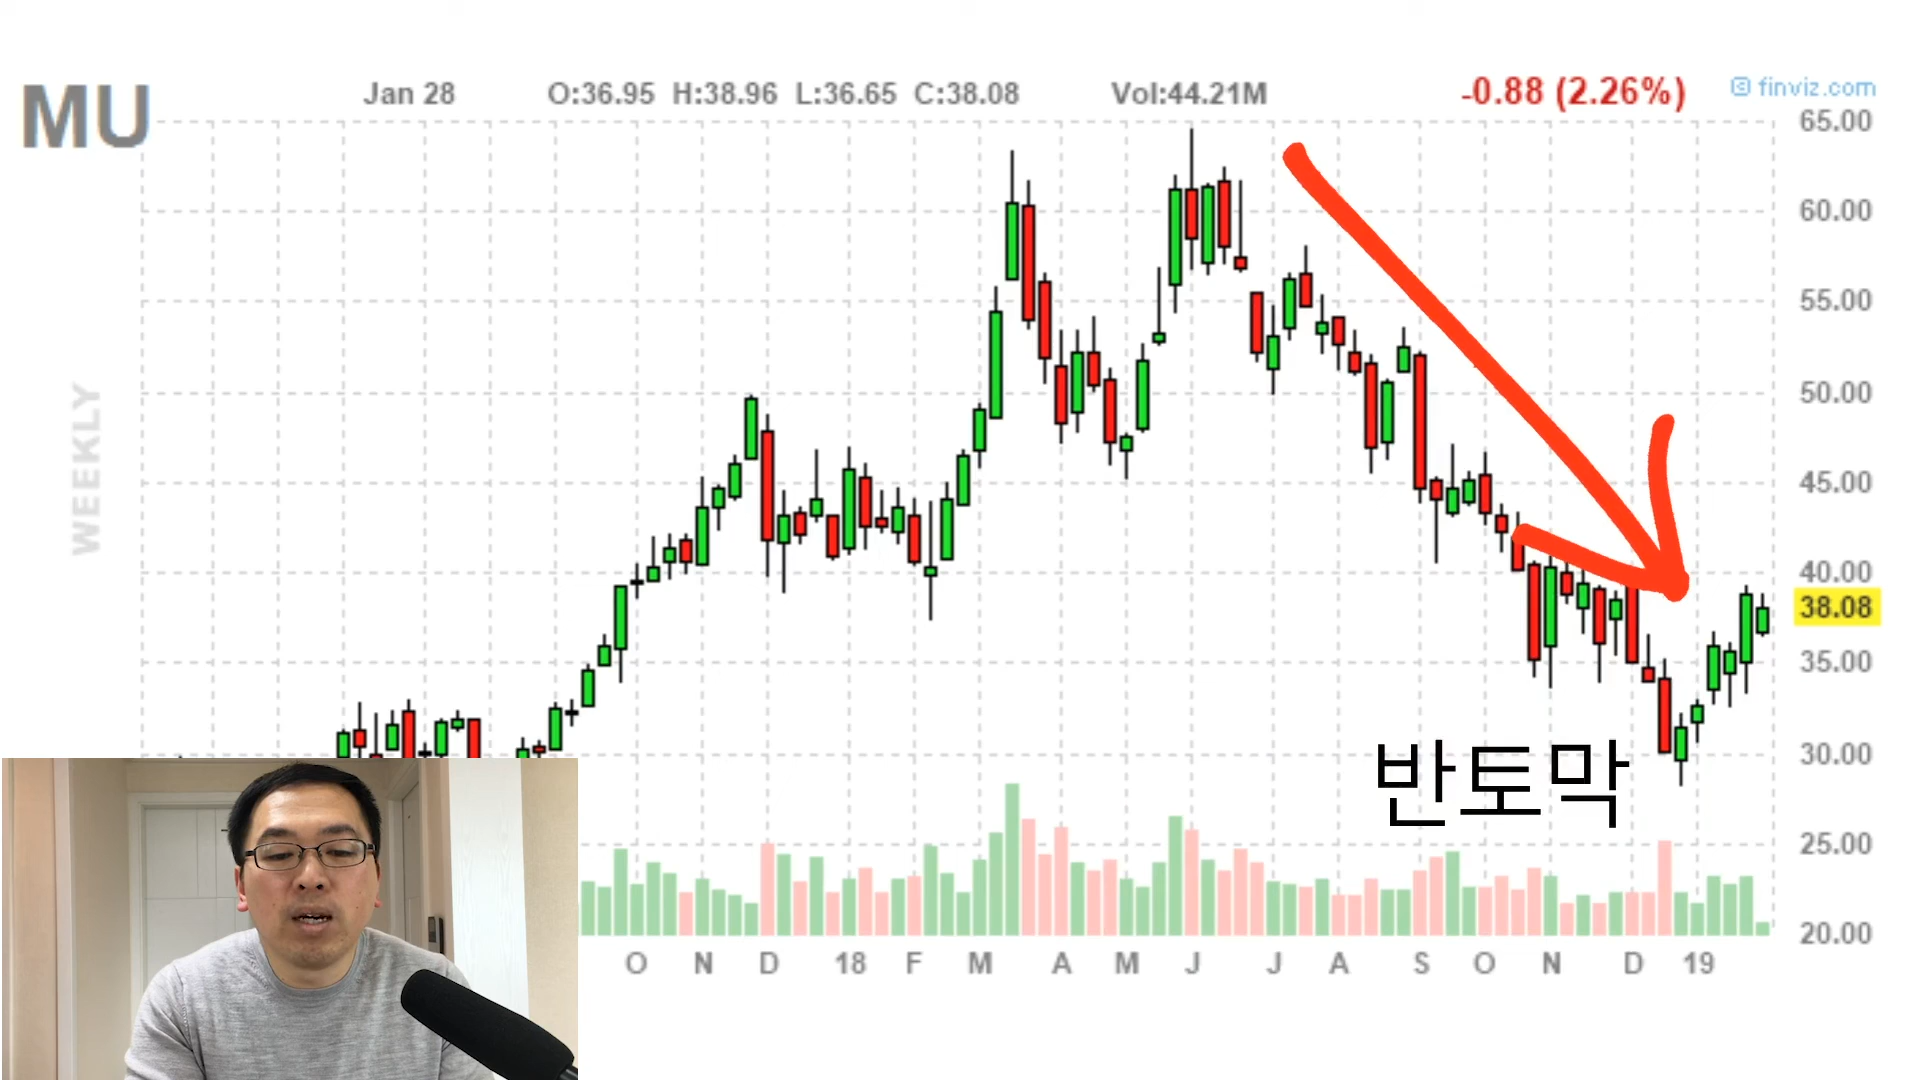 MU
Jan 28 O:36.95 H:38.96 L:36.65 C:38.08 Vol:44.21M -0.88 (2.26%) finviz.com
65.00
60.00
55.00
50.00
45.00
40.00
38.08
35.00
30.00
25.00
20.00
WEEKLY
반토막
O N D 18 F M A M J J A S O N D 19